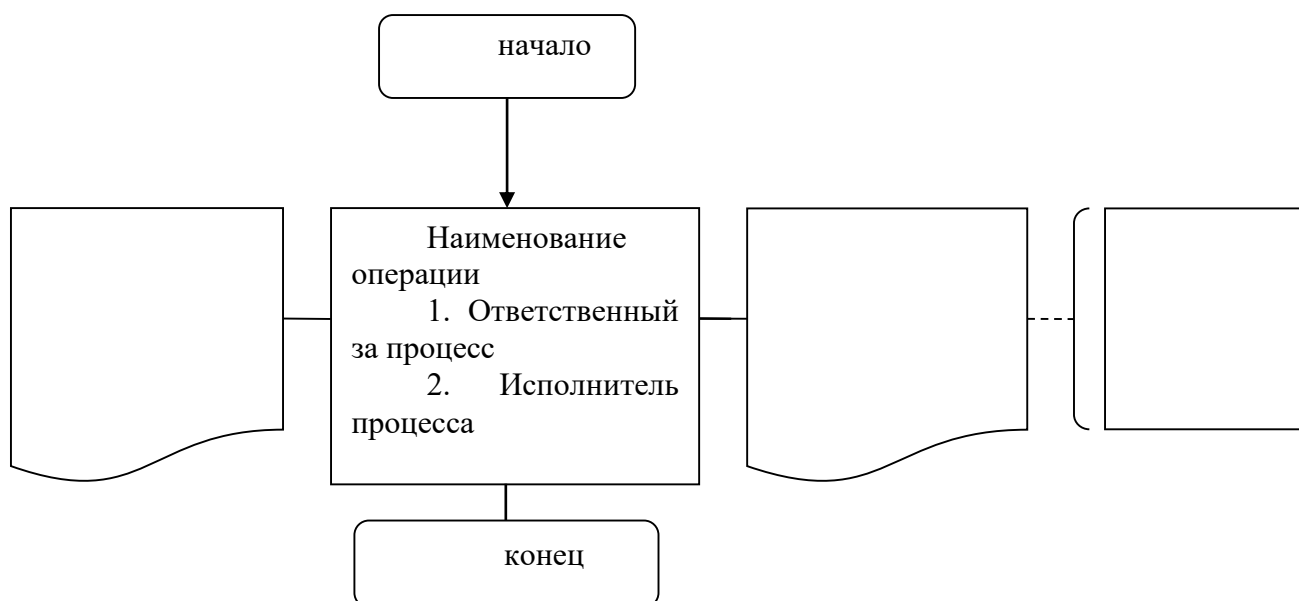 начало
Наименование
операции
1. Ответственный
за процесс
2. Исполнитель
процесса
конец